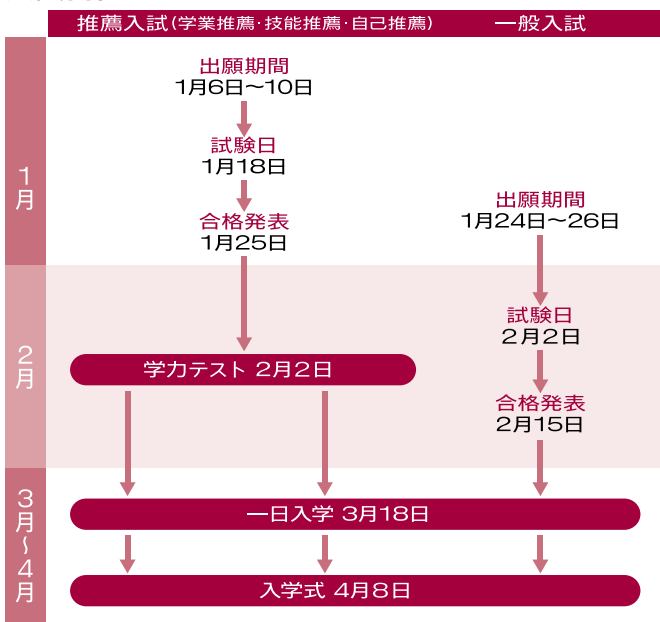 推薦入試(学業推薦·技能推薦·自己推薦)
一般入試
1月
出願期間
1月6日〜10日
試験日
1月18日
合格発表
1月25日
出願期間
1月24日〜26日
2月
学力テスト 2月2日
試験日
2月2日
合格発表
2月15日
3月〜4月
一日入学 3月18日
入学式 4月8日